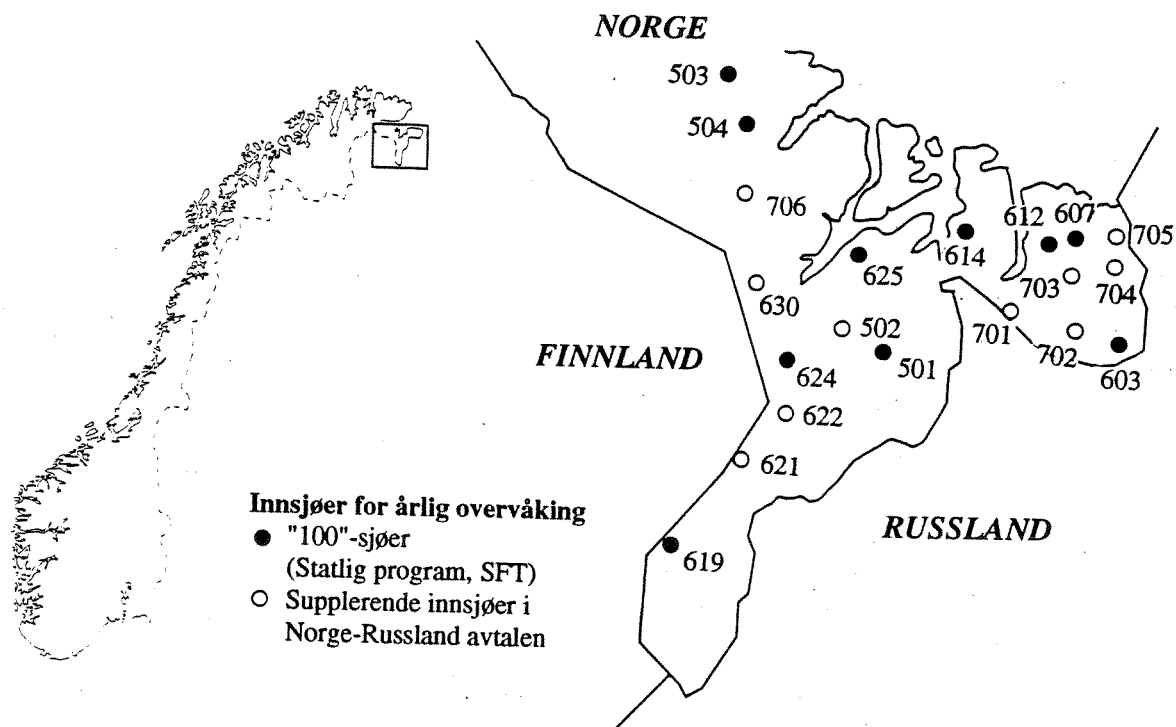 NORGE
503
504
706
612 607
705
614
625
703 704
630
701
502
702
FINNLAND
501
603
624
622
621
Innsjøer for årlig overvåking
"100"-sjøer
(Statlig program, SFT)
Supplerende innsjøer i
Norge-Russland avtalen
RUSSLAND
619